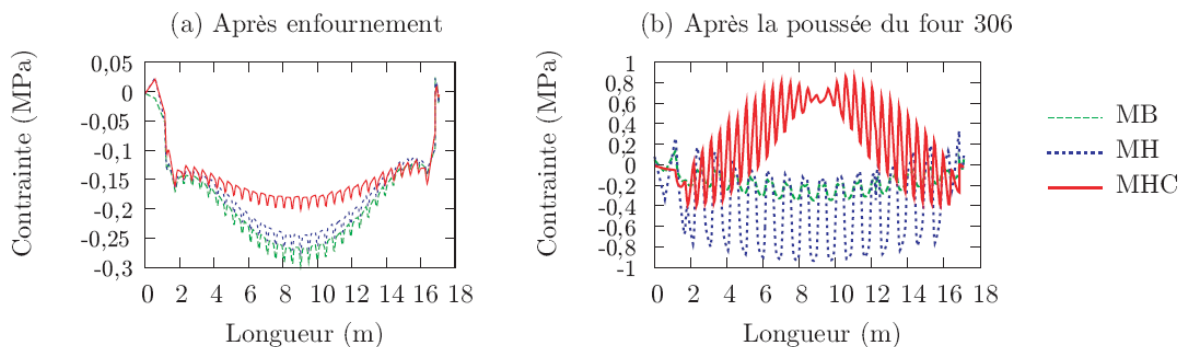 (a) Après enfournement
Contrainte (MPa)
0,05
0
-0,05
-0,1
-0,15
-0,2
-0,25
-0,3
0 2 4 6 8 10 12 14 16 18
Longueur (m)
(b) Après la poussée du four 306
Contrainte (MPa)
1
0,8
0,6
0,4
0,2
0
-0,2
-0,4
-0,6
-0,8
-1
0 2 4 6 8 10 12 14 16 18
Longueur (m)
MB
MH
MHC